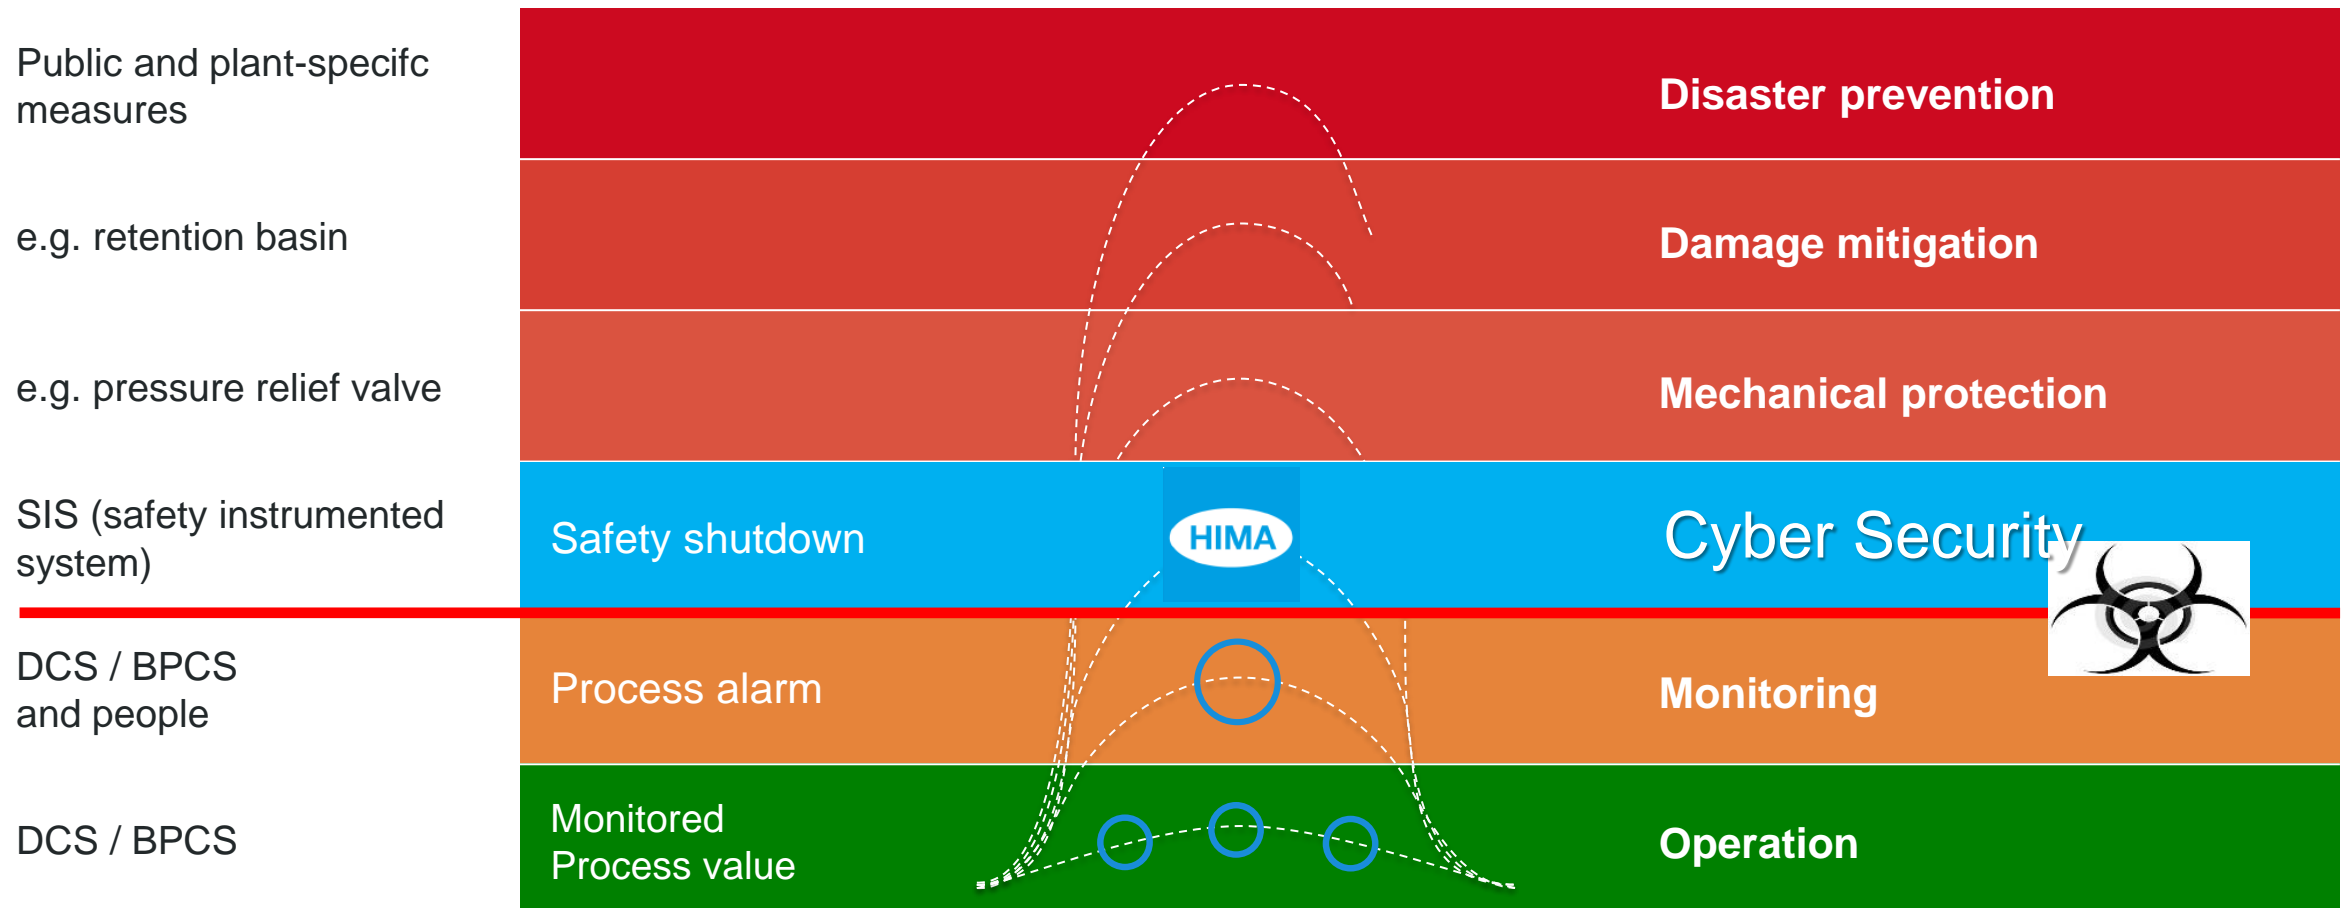 Public and plant-specifc
measures
Disaster prevention
e.g. retention basin
Damage mitigation
e.g. pressure relief valve
Mechanical protection
SIS (safety instrumented
system)
Safety shutdown
HIMA
Cyber Security
DCS / BPCS
and people
Process alarm
Monitoring
DCS / BPCS
Monitored
Process value
Operation